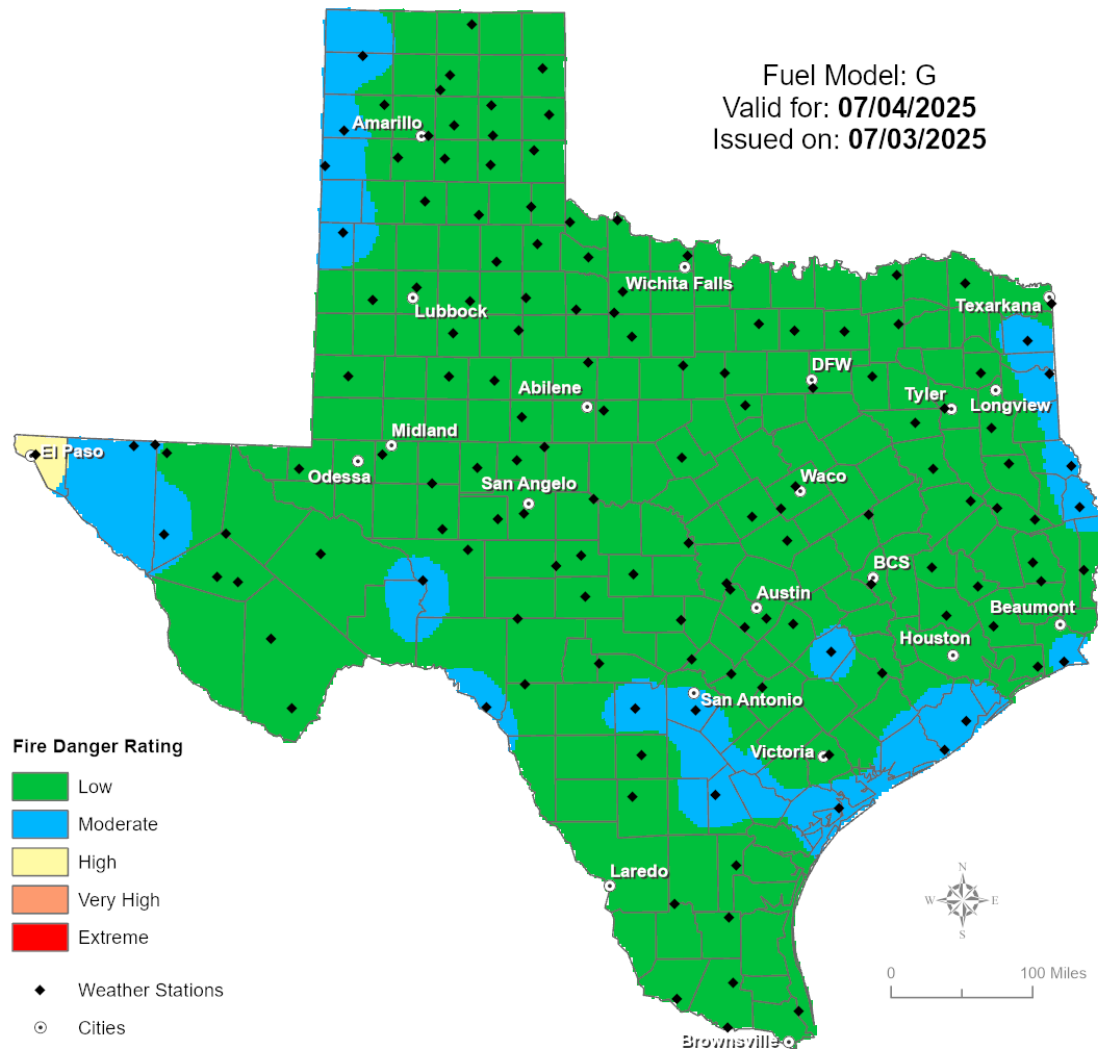 Fuel Model: G
Valid for: 07/04/2025
Issued on: 07/03/2025
Amarillo
Wichita Falls
Lubbock
Texarkana
DFW
Abilene
Tyler
Longview
Midland
El Paso
Odessa
San Angelo
Waco
BCS
Austin
Beaumont
Houston
San Antonio
Victoria
Laredo
Brownsville
Fire Danger Rating
Low
Moderate
High
Very High
Extreme
Weather Stations
Cities
N
W E
S
0 100 Miles